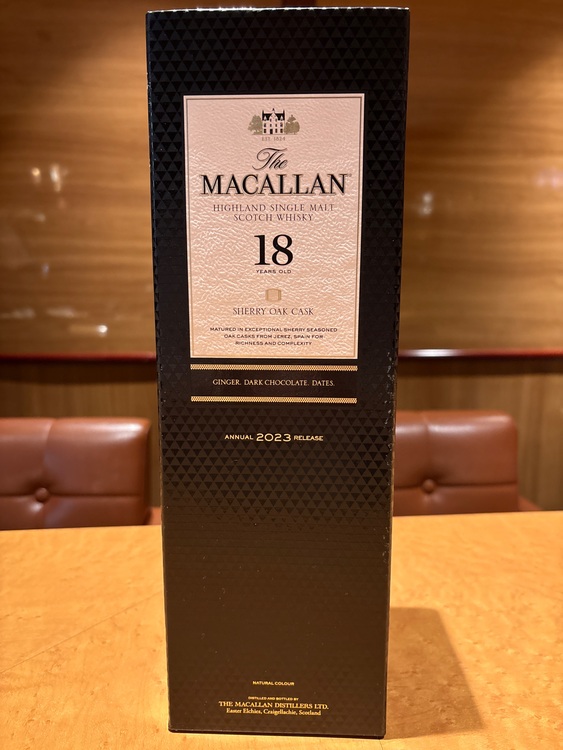 EST. 1824
The
MACALLAN
HIGHLAND SINGLE MALT
SCOTCH WHISKY
18
YEARS OLD
SHERRY OAK CASK
MATURED IN EXCEPTIONAL SHERRY SEASONED
OAK CASKS FROM JEREZ, SPAIN FOR
RICHNESS AND COMPLEXITY
GINGER. DARK CHOCOLATE. DATES.
ANNUAL 2023 RELEASE
NATURAL COLOUR
DISTILLED AND BOTTLED BY
THE MACALLAN DISTILLERS LTD.
Easter Elchies, Craigellachie, Scotland